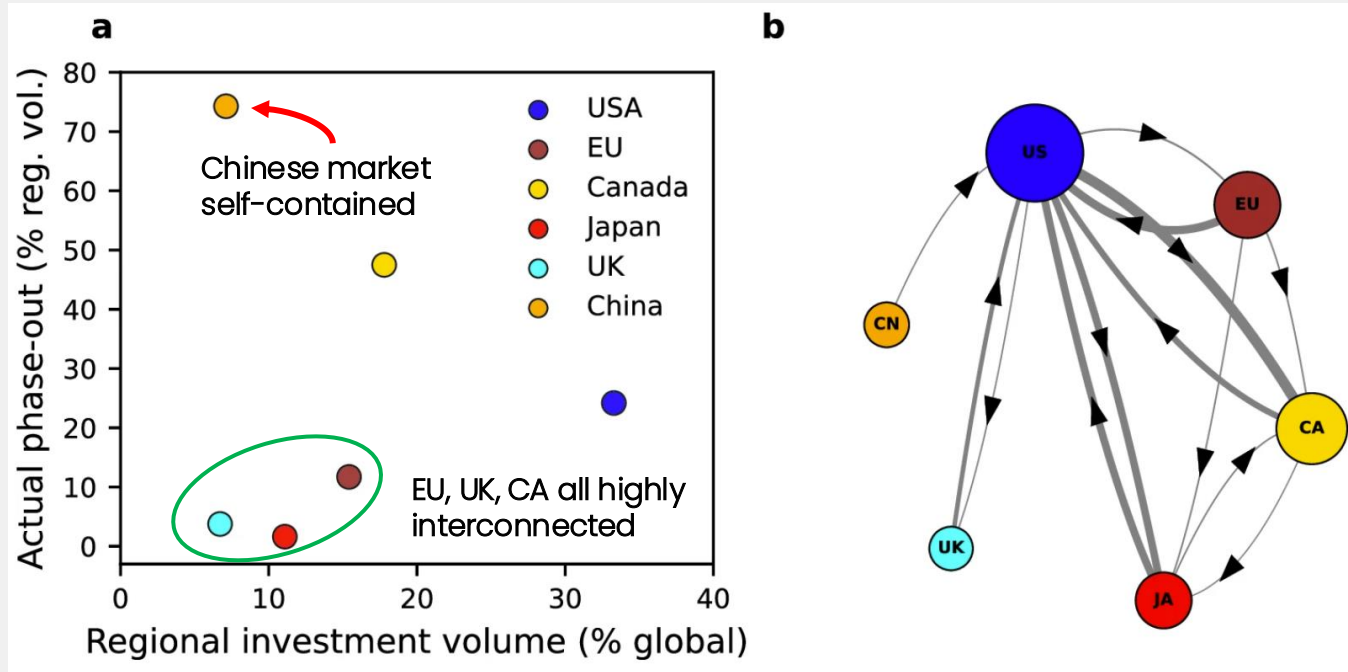 a
b
Actual phase-out (% reg. vol.)
80
70
60
50
40
30
20
10
0
Chinese market
self-contained
USA
EU
Canada
Japan
UK
China
EU, UK, CA all highly
interconnected
0
10
20
30
40
Regional investment volume (% global)
US
EU
CN
CA
UK
JA